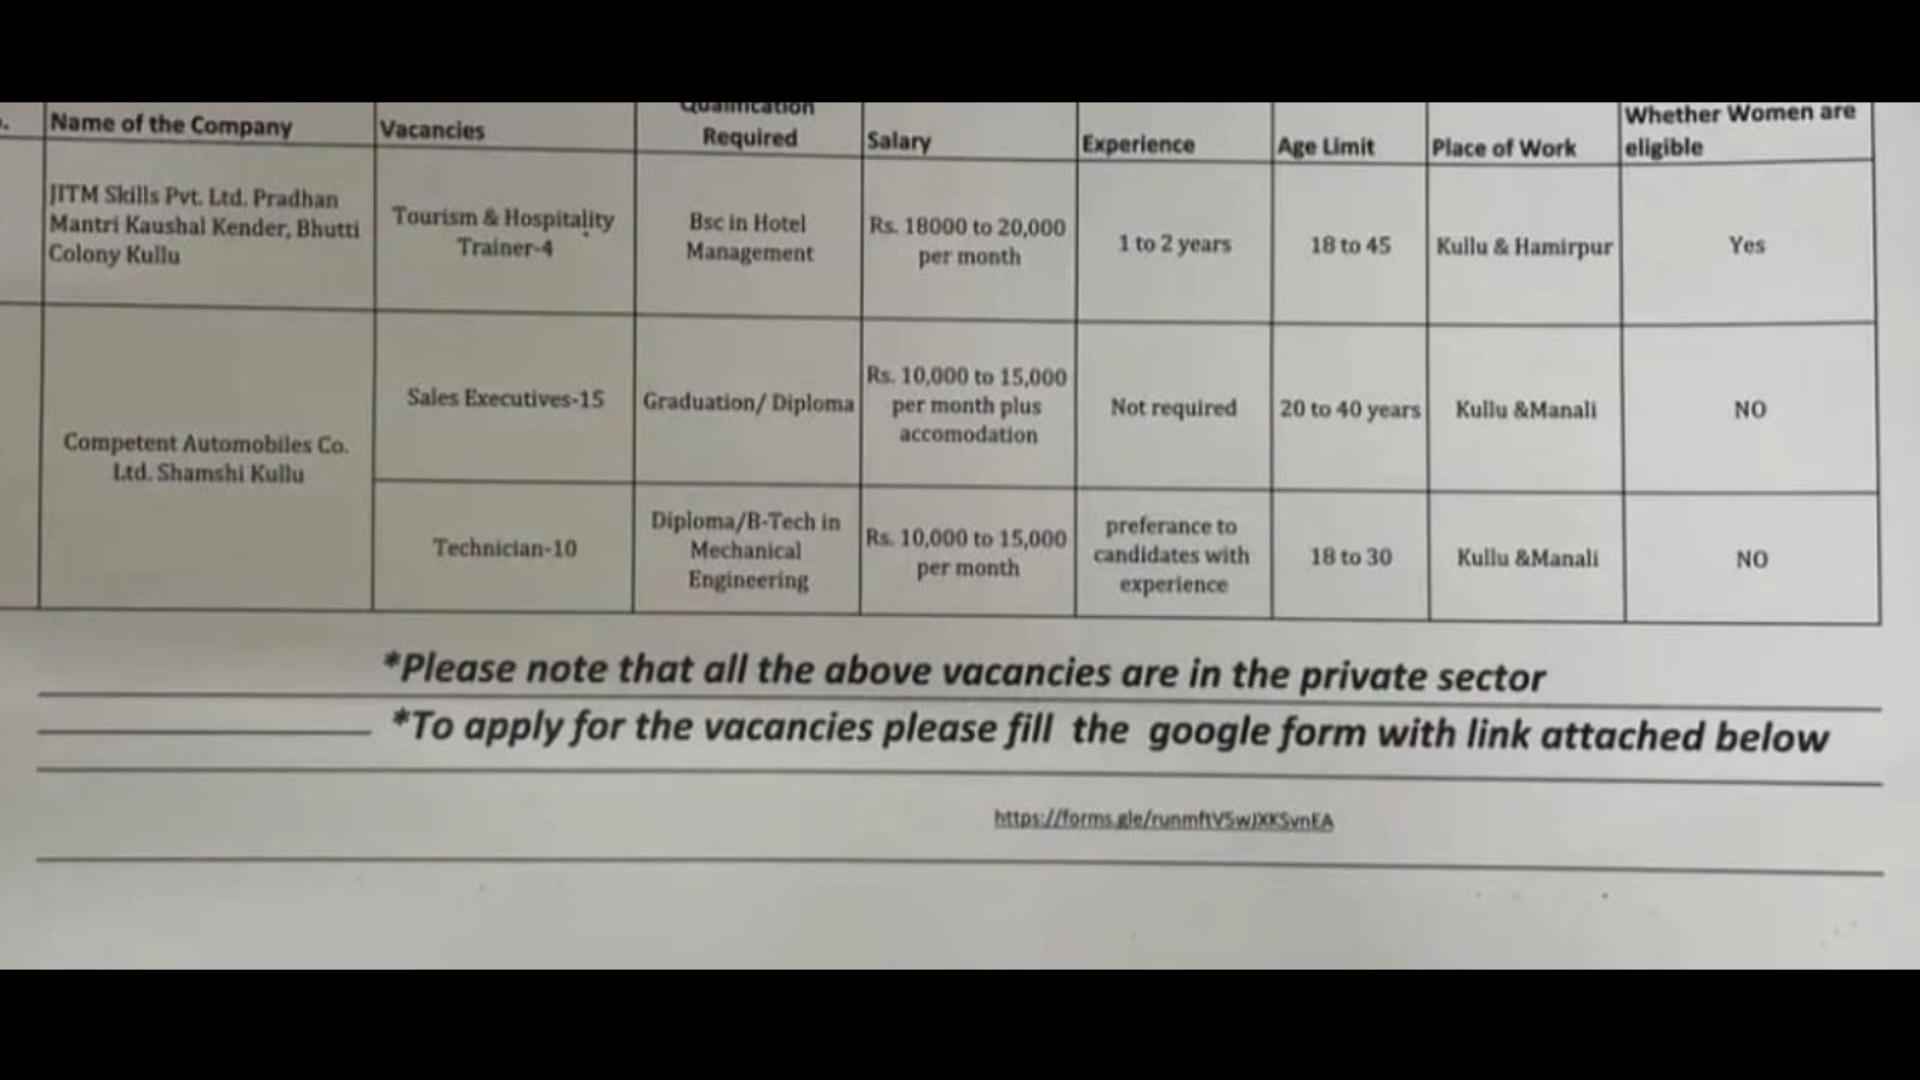 Name of the Company
Vacancies
Qualification
Required
Salary
Experience
Age Limit
Place of Work
Whether Women are
eligible
JITM Skills Pvt. Ltd. Pradhan
Mantri Kaushal Kender, Bhutti
Colony Kullu
Tourism & Hospitality
Trainer-4
Bsc in Hotel
Management
Rs. 18000 to 20,000
per month
1 to 2 years
18 to 45
Kullu & Hamirpur
Yes
Competent Automobiles Co.
Ltd. Shamshi Kullu
Sales Executives-15
Graduation/ Diploma
Rs. 10,000 to 15,000
per month plus
accomodation
Not required
20 to 40 years
Kullu &Manali
NO
Technician-10
Diploma/B-Tech in
Mechanical
Engineering
Rs. 10,000 to 15,000
per month
preferance to
candidates with
experience
18 to 30
Kullu &Manali
NO
*Please note that all the above vacancies are in the private sector
*To apply for the vacancies please fill the google form with link attached below